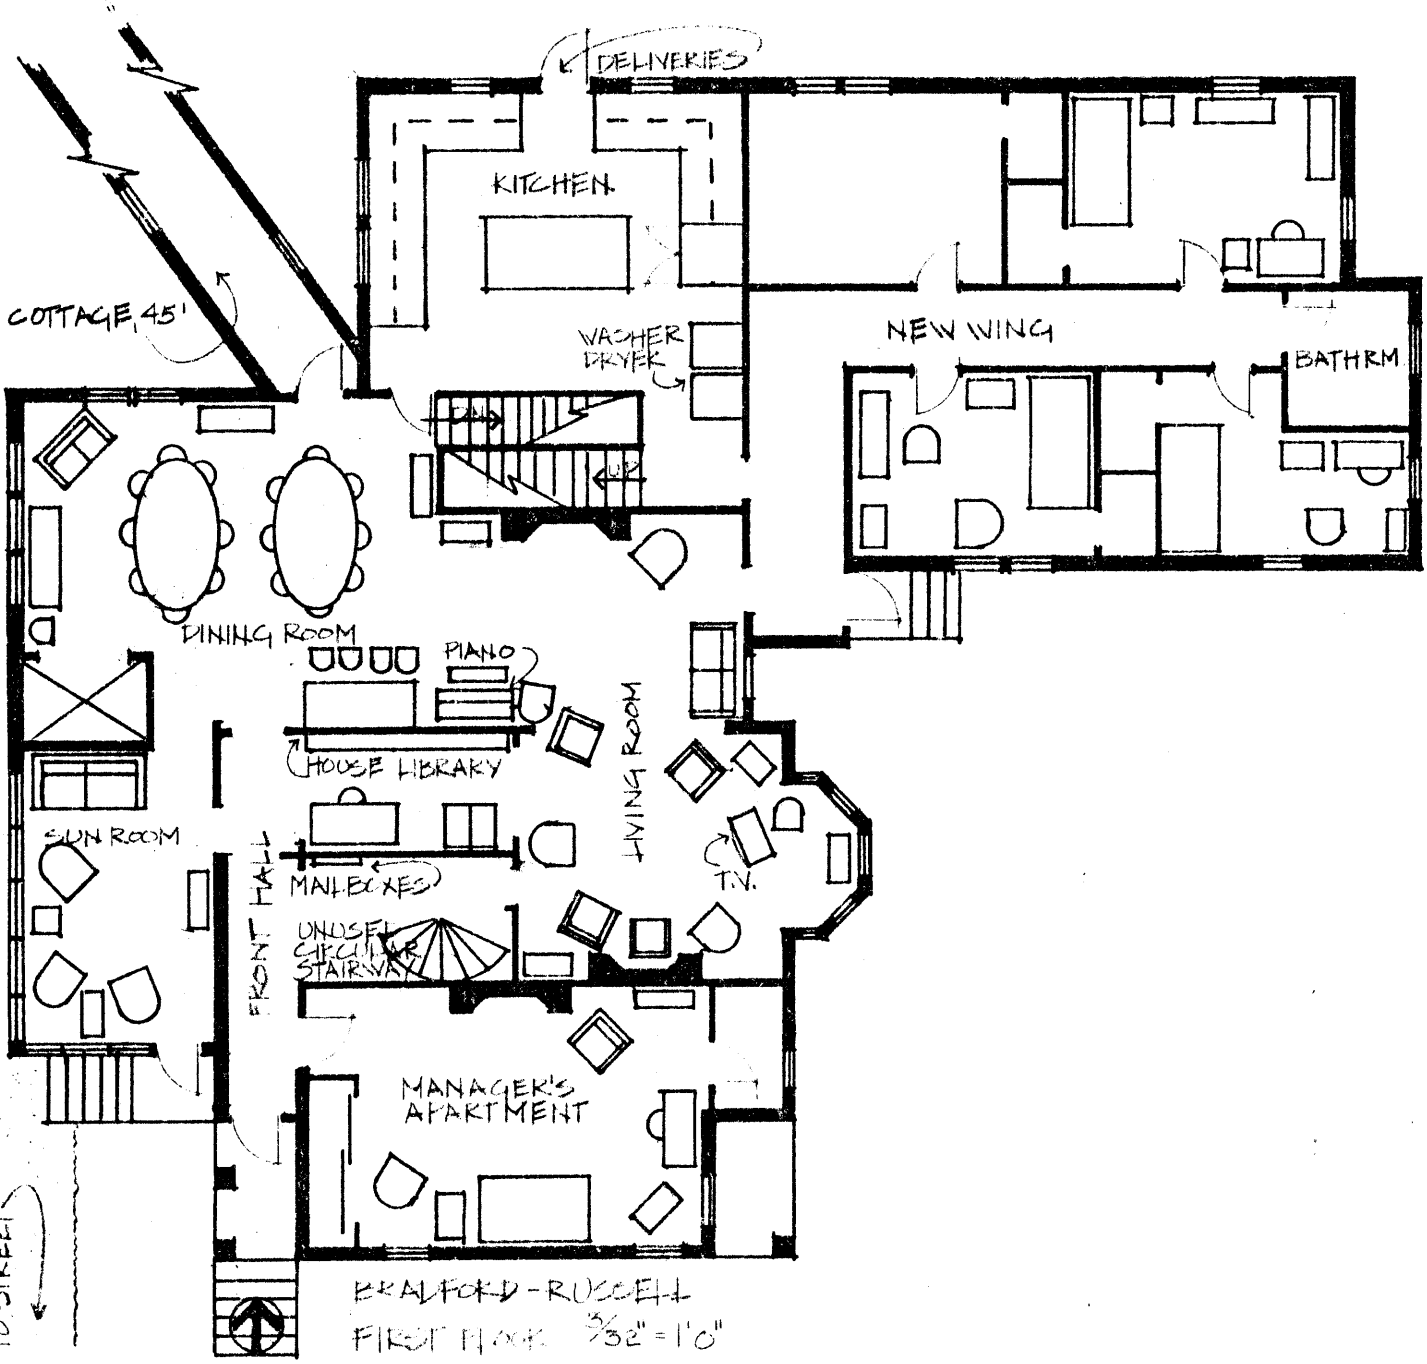 DELIVERIES
KITCHEN
COTTAGE, 45'
WASHER
DRYER
NEW WING
BATHRM.
DN
UP
DINING ROOM
PIANO
HOUSE LIBRARY
LIVING ROOM
SUN ROOM
FRONT HALL
MAILBOXES
T.V.
UNUSED
CIRCULAR
STAIRWAY
MANAGER'S
APARTMENT
TO STREET
BRADFORD-RUSSELL
FIRST FLOOR 3/32" = 1'0"